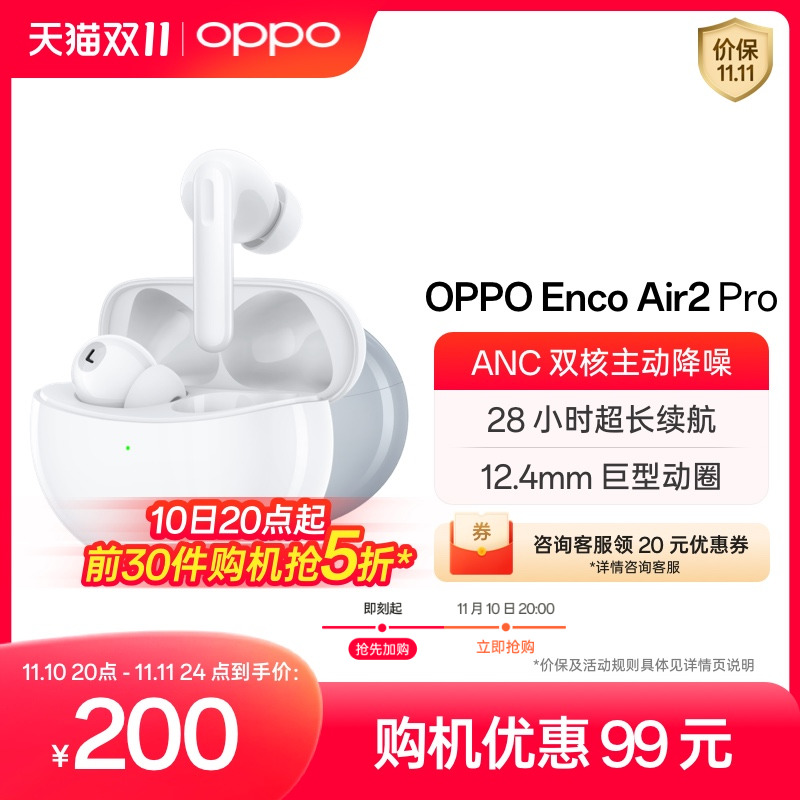 天猫双11 | oppo
价保
11.11
OPPO Enco Air2 Pro
ANC 双核主动降噪
28 小时超长续航
12.4mm 巨型动圈
L
10日20点起
前30件购机抢5折*
券
咨询客服领 20 元优惠券
*详情咨询客服
即刻起
11月10日20:00
抢先加购
立即抢购
*价保及活动规则具体见详情页说明
11.10 20点 - 11.11 24 点到手价:
¥200
购机优惠 99 元